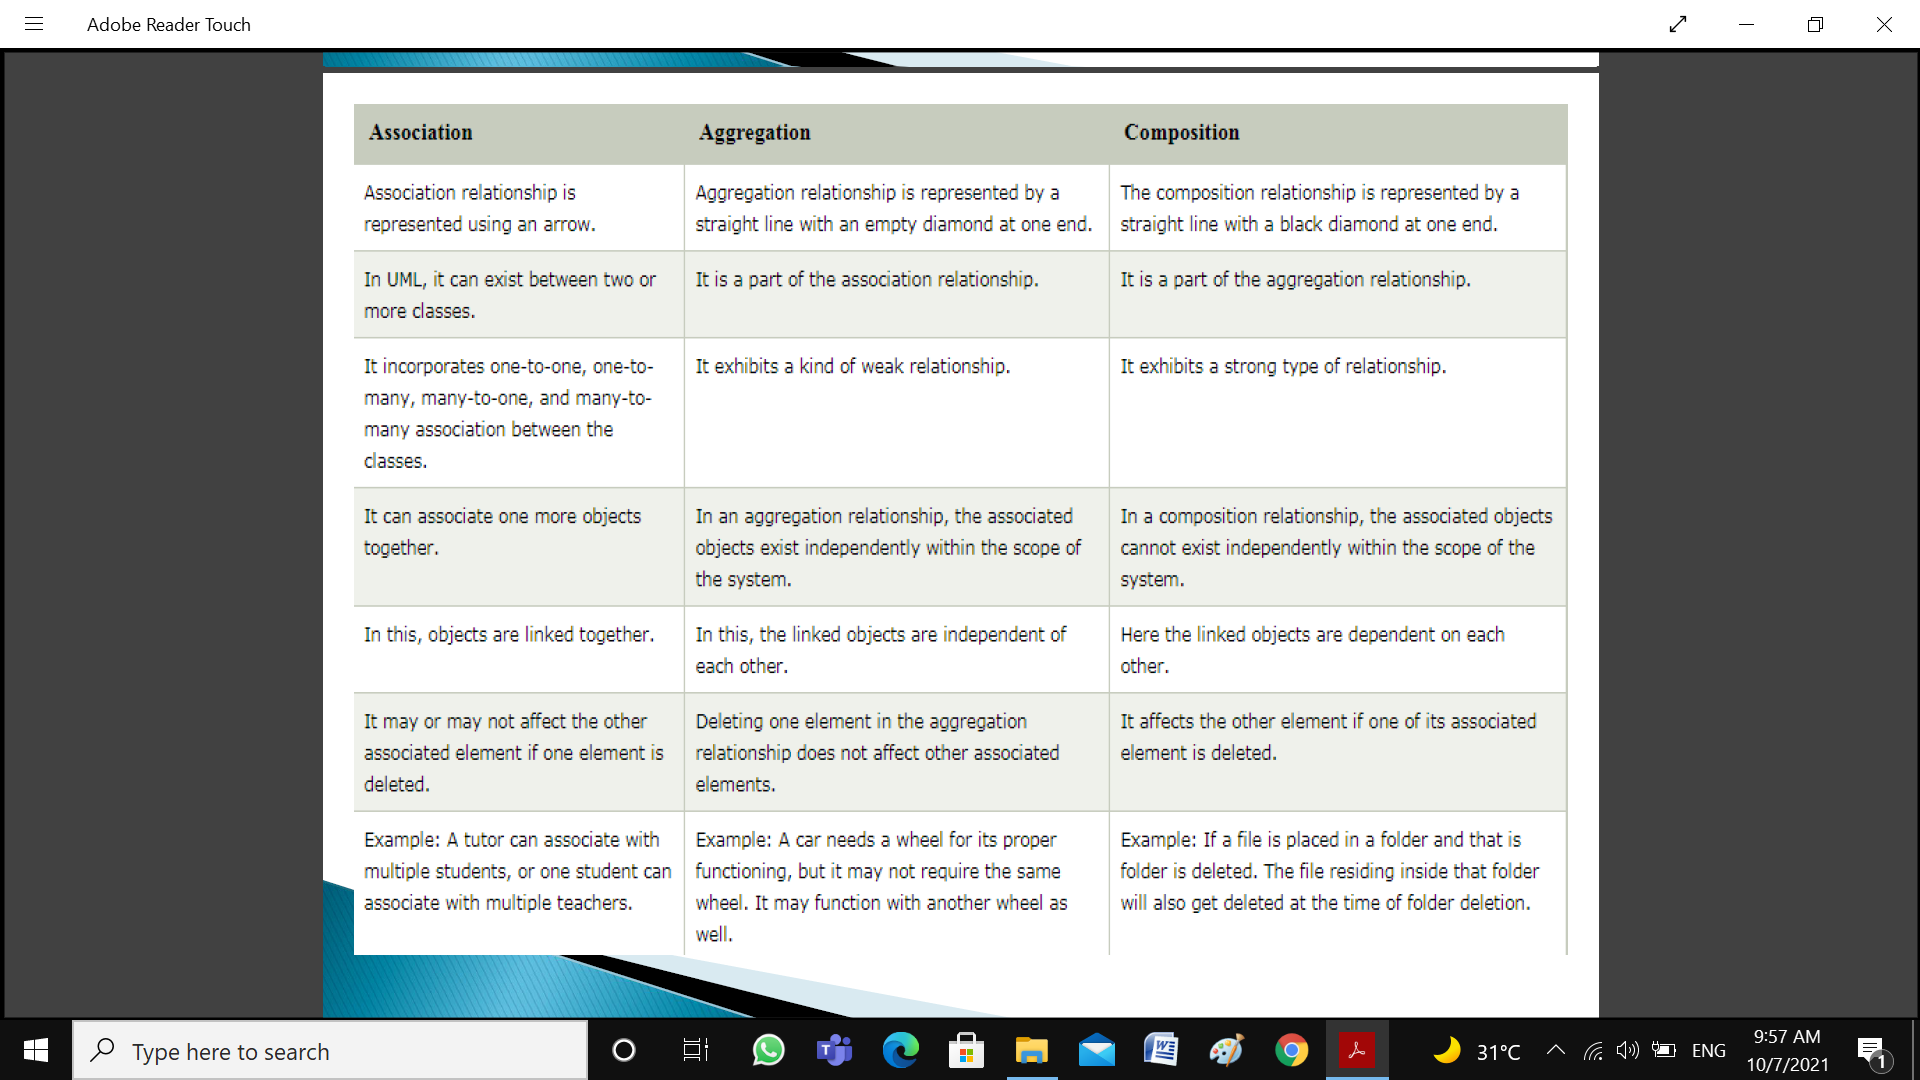 Adobe Reader Touch
Association
Aggregation
Composition
Association relationship is
represented using an arrow.
Aggregation relationship is represented by a
straight line with an empty diamond at one end.
The composition relationship is represented by a
straight line with a black diamond at one end.
In UML, it can exist between two or
more classes.
It is a part of the association relationship.
It is a part of the aggregation relationship.
It incorporates one-to-one, one-to-
many, many-to-one, and many-to-
many association between the
classes.
It exhibits a kind of weak relationship.
It exhibits a strong type of relationship.
It can associate one more objects
together.
In an aggregation relationship, the associated
objects exist independently within the scope of
the system.
In a composition relationship, the associated objects
cannot exist independently within the scope of the
system.
In this, objects are linked together.
In this, the linked objects are independent of
each other.
Here the linked objects are dependent on each
other.
It may or may not affect the other
associated element if one element is
deleted.
Deleting one element in the aggregation
relationship does not affect other associated
elements.
It affects the other element if one of its associated
element is deleted.
Example: A tutor can associate with
multiple students, or one student can
associate with multiple teachers.
Example: A car needs a wheel for its proper
functioning, but it may not require the same
wheel. It may function with another wheel as
well.
Example: If a file is placed in a folder and that is
folder is deleted. The file residing inside that folder
will also get deleted at the time of folder deletion.
Type here to search
31°C
ENG
9:57 AM
10/7/2021
1